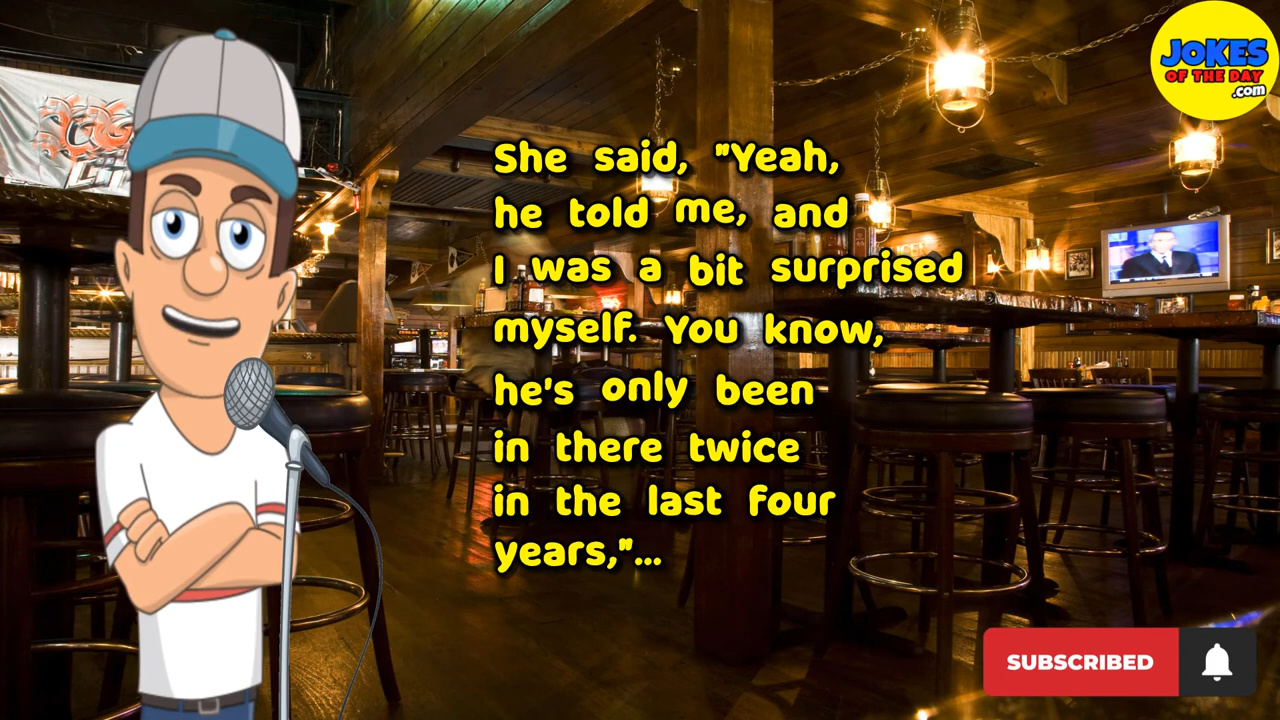 JOKES
OF THE DAY
.com
She said, "Yeah,
he told me, and
I was a bit surprised
myself. You know,
he's only been
in there twice
in the last four
years,"...
SUBSCRIBED